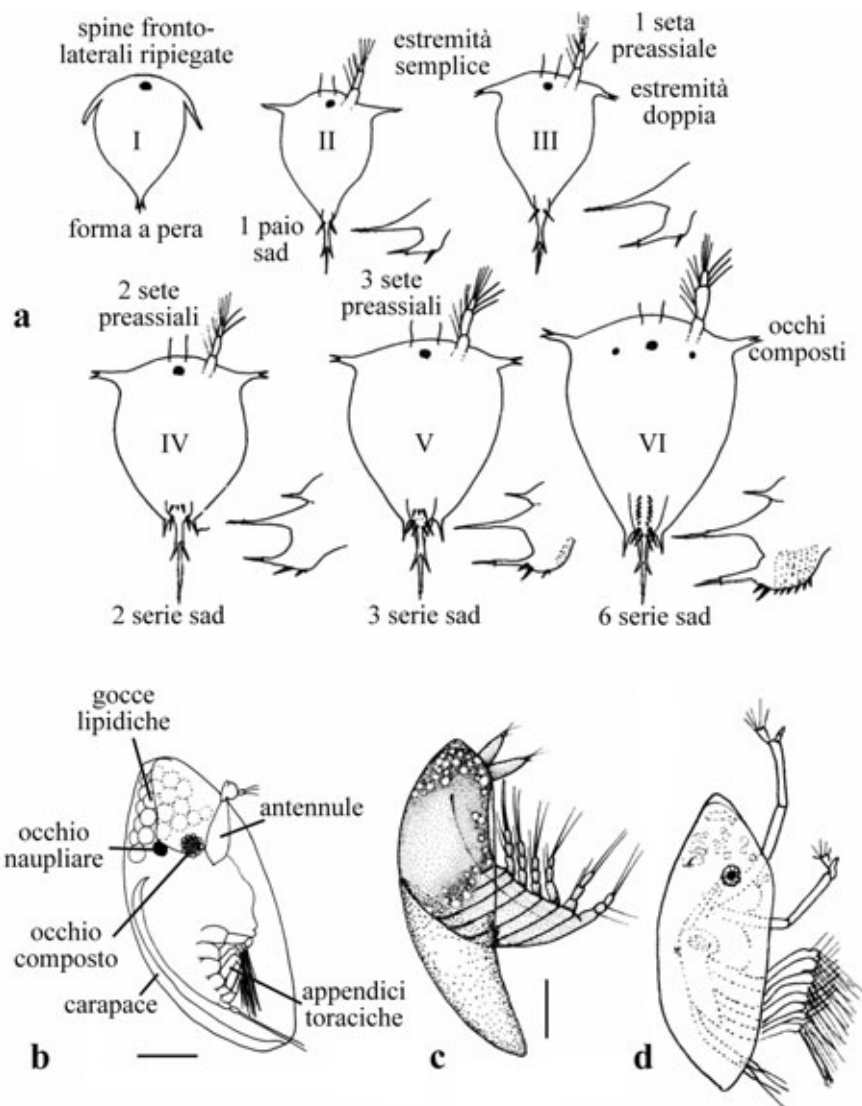 spine fronto-
laterali ripiegate
I
forma a pera
estremità
semplice
II
1 paio
sad
1 seta
preassiale
estremità
doppia
III
a
2 sete
preassiali
IV
2 serie sad
3 sete
preassiali
V
3 serie sad
occhi
composti
VI
6 serie sad
gocce
lipidiche
antennule
occhio
naupliare
occhio
composto
carapace
appendici
toraciche
b
c
d